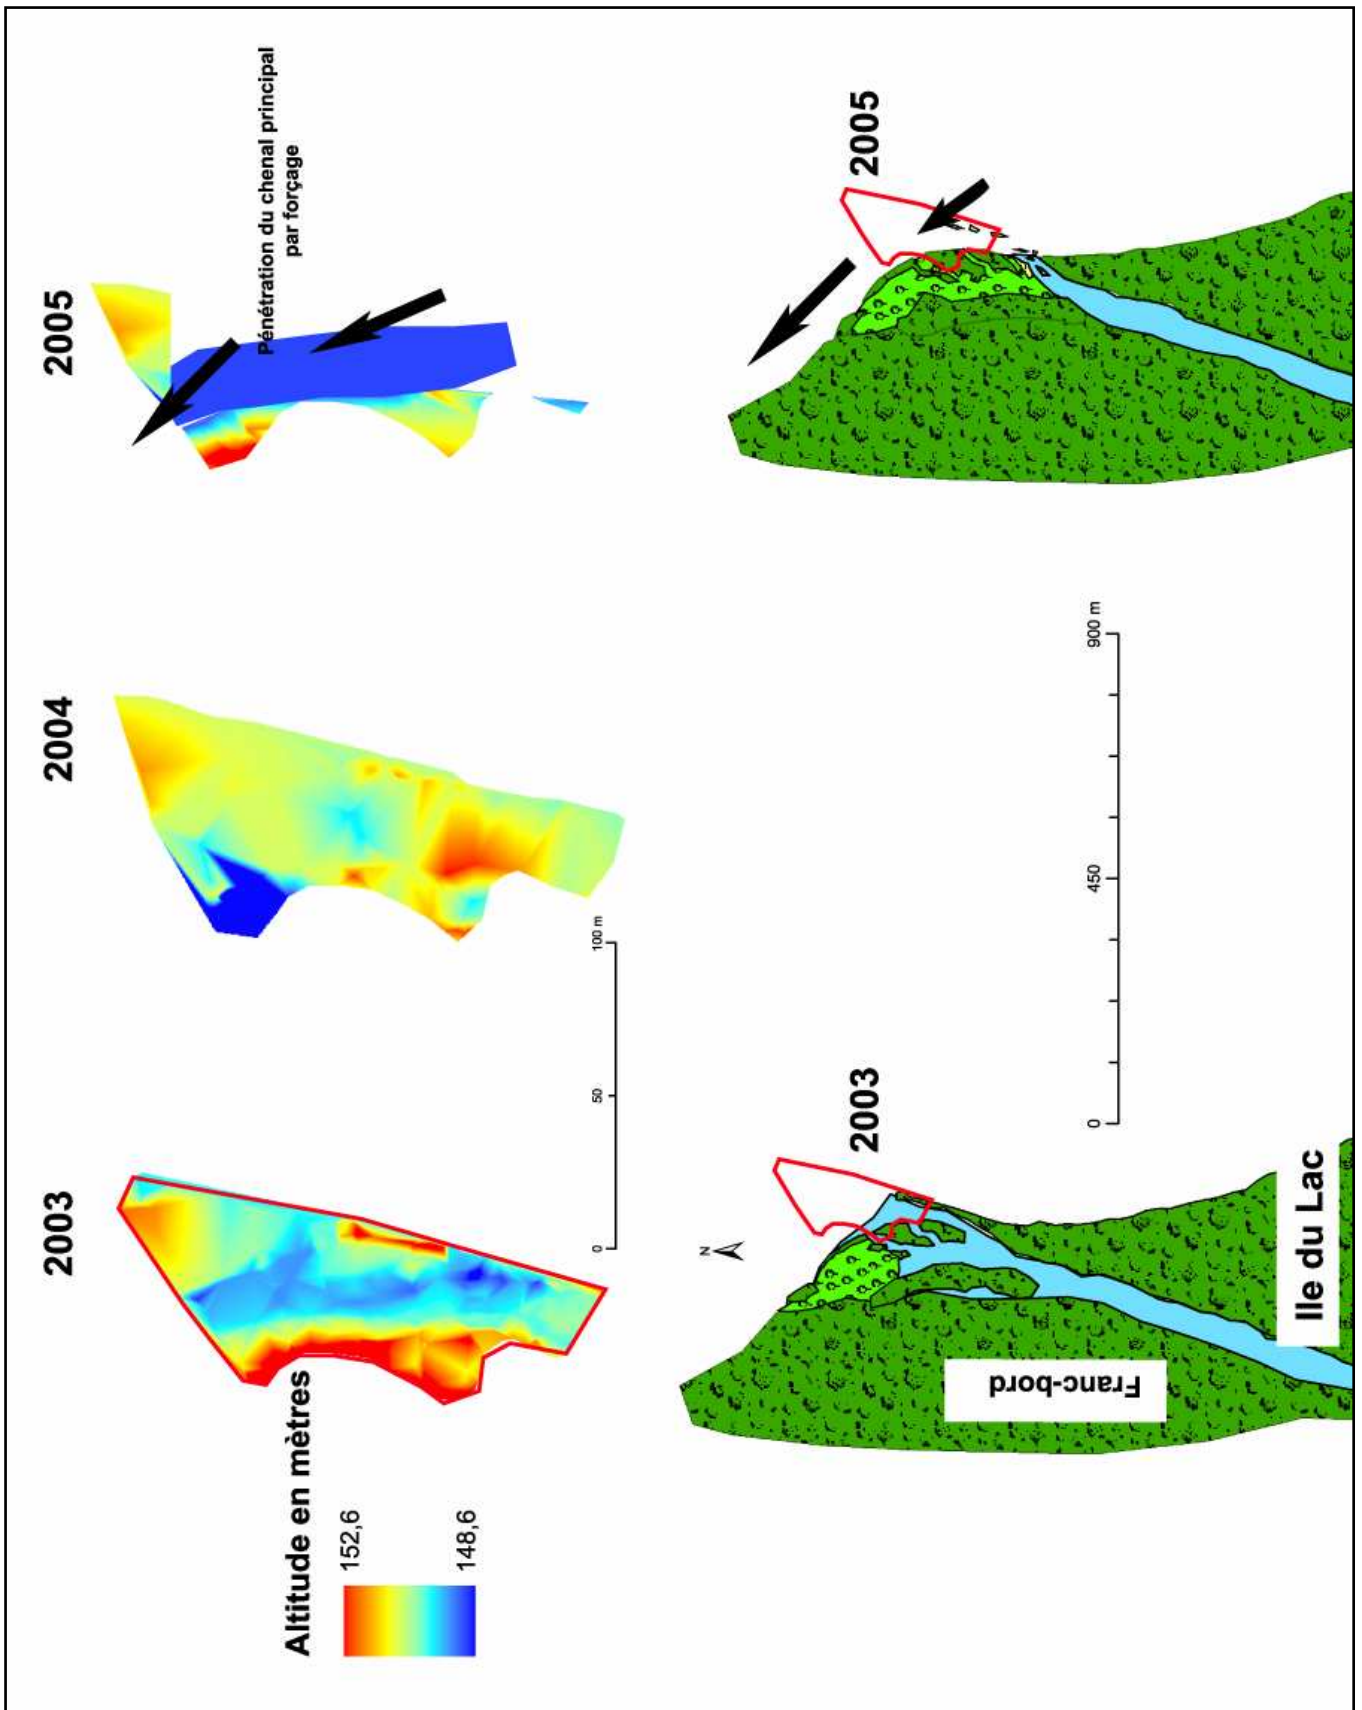 2003
2004
2005
Pénétration du chenal principal
par forçage
Altitude en mètres
152,6
148,6
0
50
100 m
N
2003
2005
Franc-bord
Ile du Lac
0
450
900 m